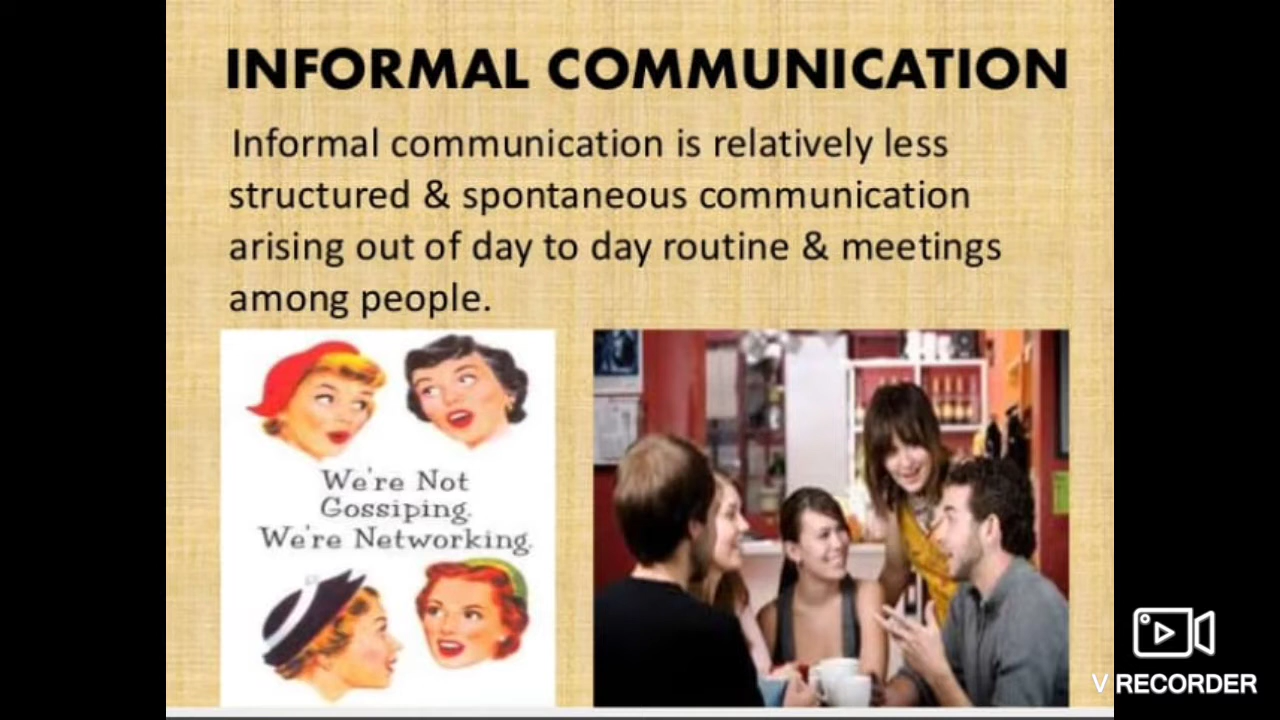 INFORMAL COMMUNICATION
Informal communication is relatively less
structured & spontaneous communication
arising out of day to day routine & meetings
among people.
We're Not
Gossiping.
We're Networking.
V RECORDER